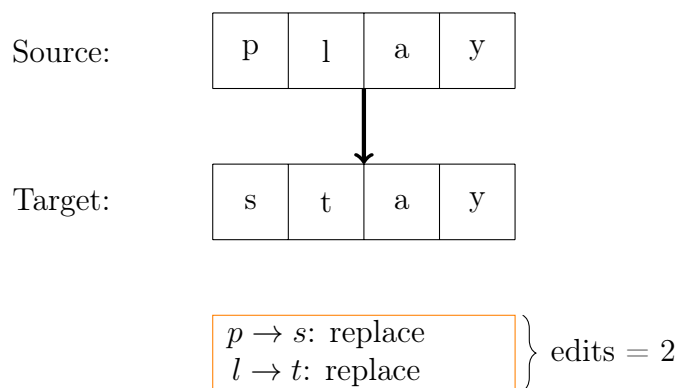 Source: p l a y
Target: s t a y
p → s: replace
l → t: replace
edits = 2